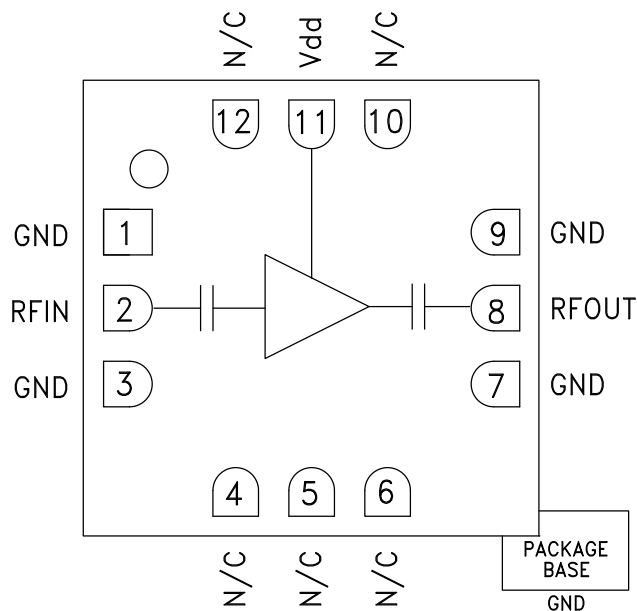 N/C Vdd N/C
12 11 10
GND 1 9 GND
RFIN 2 8 RFOUT
GND 3 7 GND
4 5 6
N/C N/C N/C
PACKAGE
BASE
GND